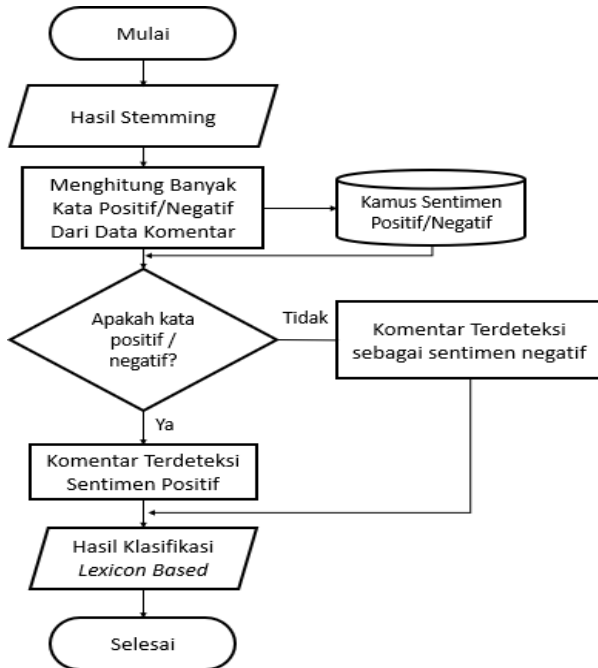 Mulai
Hasil Stemming
Menghitung Banyak
Kata Positif/Negatif
Dari Data Komentar
Kamus Sentimen
Positif/Negatif
Apakah kata
positif /
negatif?
Tidak
Komentar Terdeteksi
sebagai sentimen negatif
Ya
Komentar Terdeteksi
Sentimen Positif
Hasil Klasifikasi
Lexicon Based
Selesai